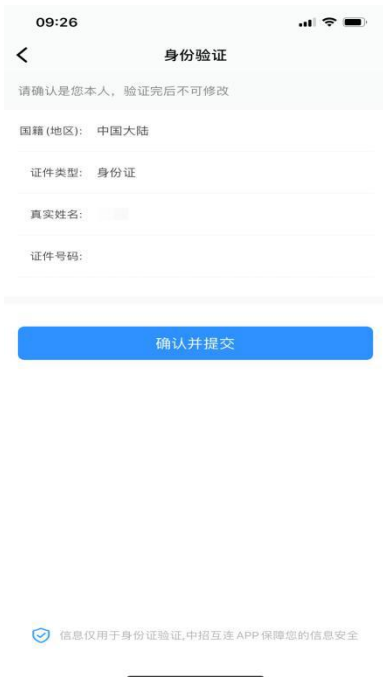 09:26
身份验证
请确认是您本人，验证完后不可修改
国籍(地区): 中国大陆
证件类型: 身份证
真实姓名:
证件号码:
确认并提交
信息仅用于身份证验证,中招互连APP保障您的信息安全